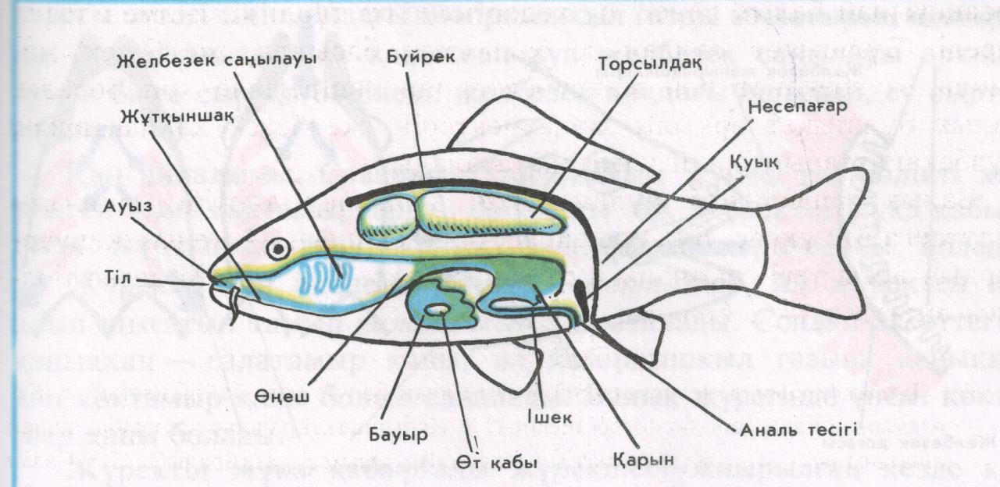 Желбезек саңылауы
Бүйрек
Торсылдақ
Жұтқыншақ
Несепағар
Қуық
Ауыз
Тіл
Өңеш
Бауыр
Өт қабы
Ішек
Қарын
Аналь тесігі